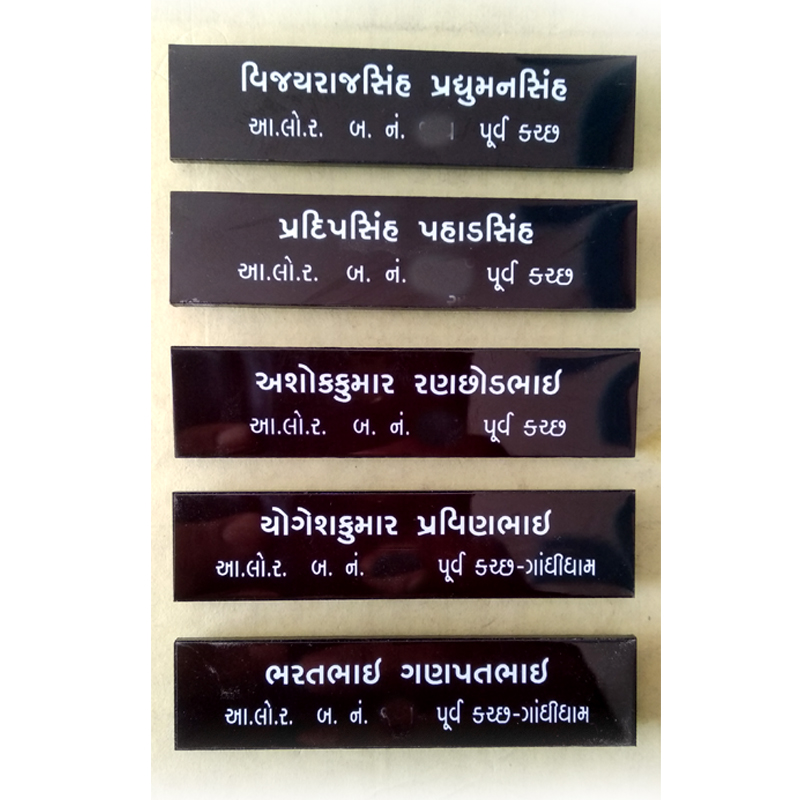 વિજયરાજસિંહ પ્રદ્યુમનસિંહ
આ.લો.ર. બ. નં. પૂર્વ કચ્છ
પ્રદિપસિંહ પહાડસિંહ
આ.લો.ર. બ. નં. પૂર્વ કચ્છ
અશોકકુમાર રણછોડભાઇ
આ.લો.ર. બ. નં. પૂર્વ કચ્છ
યોગેશકુમાર પ્રવિણભાઇ
આ.લો.ર. બ. નં. પૂર્વ કચ્છ-ગાંધીધામ
ભરતભાઇ ગણપતભાઇ
આ.લો.ર. બ. નં. પૂર્વ કચ્છ-ગાંધીધામ